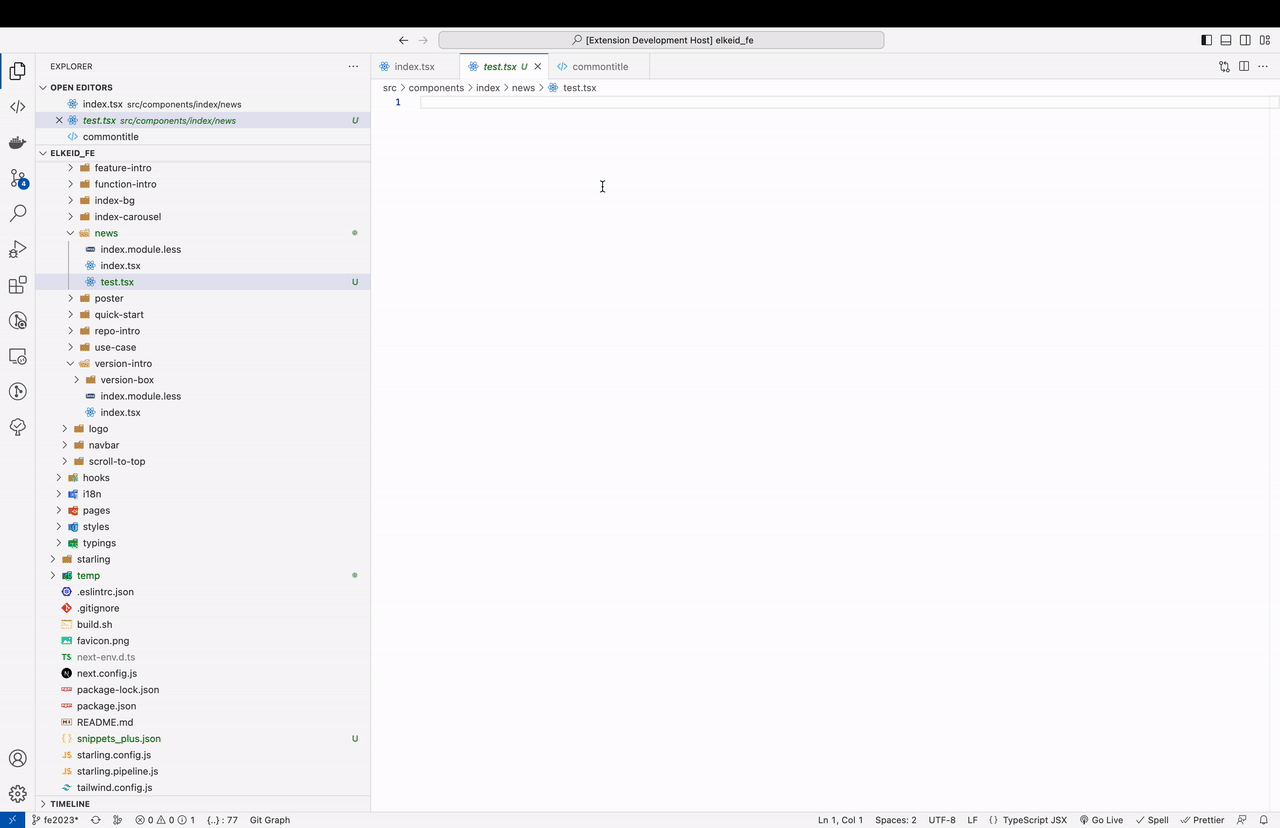 [Extension Development Host] elkeid_fe
EXPLORER
index.tsx
test.tsx U
commontitle
OPEN EDITORS
src
components
index
news
test.tsx
index.tsx src/components/index/news
1
test.tsx src/components/index/news U
commontitle
ELKEID_FE
feature-intro
function-intro
index-bg
4
index-carousel
news
index.module.less
index.tsx
test.tsx U
poster
quick-start
repo-intro
use-case
version-intro
version-box
index.module.less
index.tsx
logo
navbar
scroll-to-top
hooks
i18n
pages
styles
typings
starling
temp
.eslintrc.json
.gitignore
build.sh
favicon.png
TS next-env.d.ts
next.config.js
package-lock.json
package.json
README.md
{} snippets_plus.json U
JS starling.config.js
JS starling.pipeline.js
tailwind.config.js
TIMELINE
fe2023* 0 0 1 {..} : 77 Git Graph Ln 1, Col 1 Spaces: 2 UTF-8 LF {} TypeScript JSX Go Live Spell Prettier